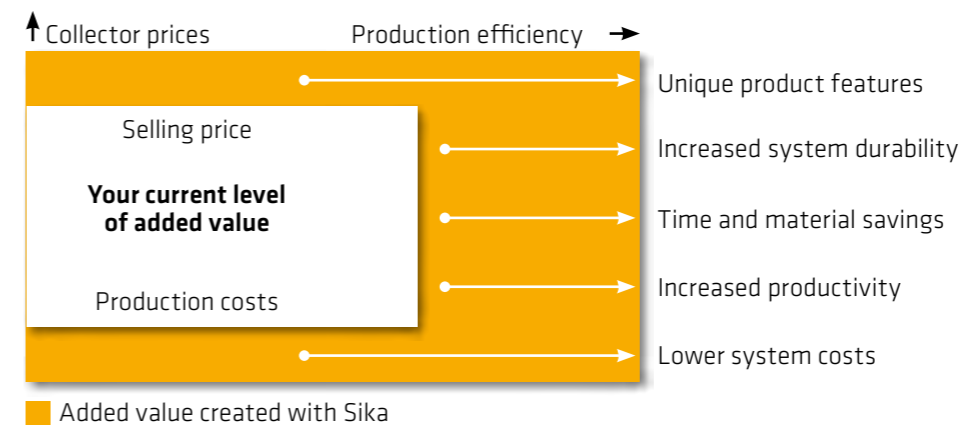 Collector prices
Production efficiency
Unique product features
Selling price
Increased system durability
Your current level
of added value
Time and material savings
Production costs
Increased productivity
Lower system costs
Added value created with Sika